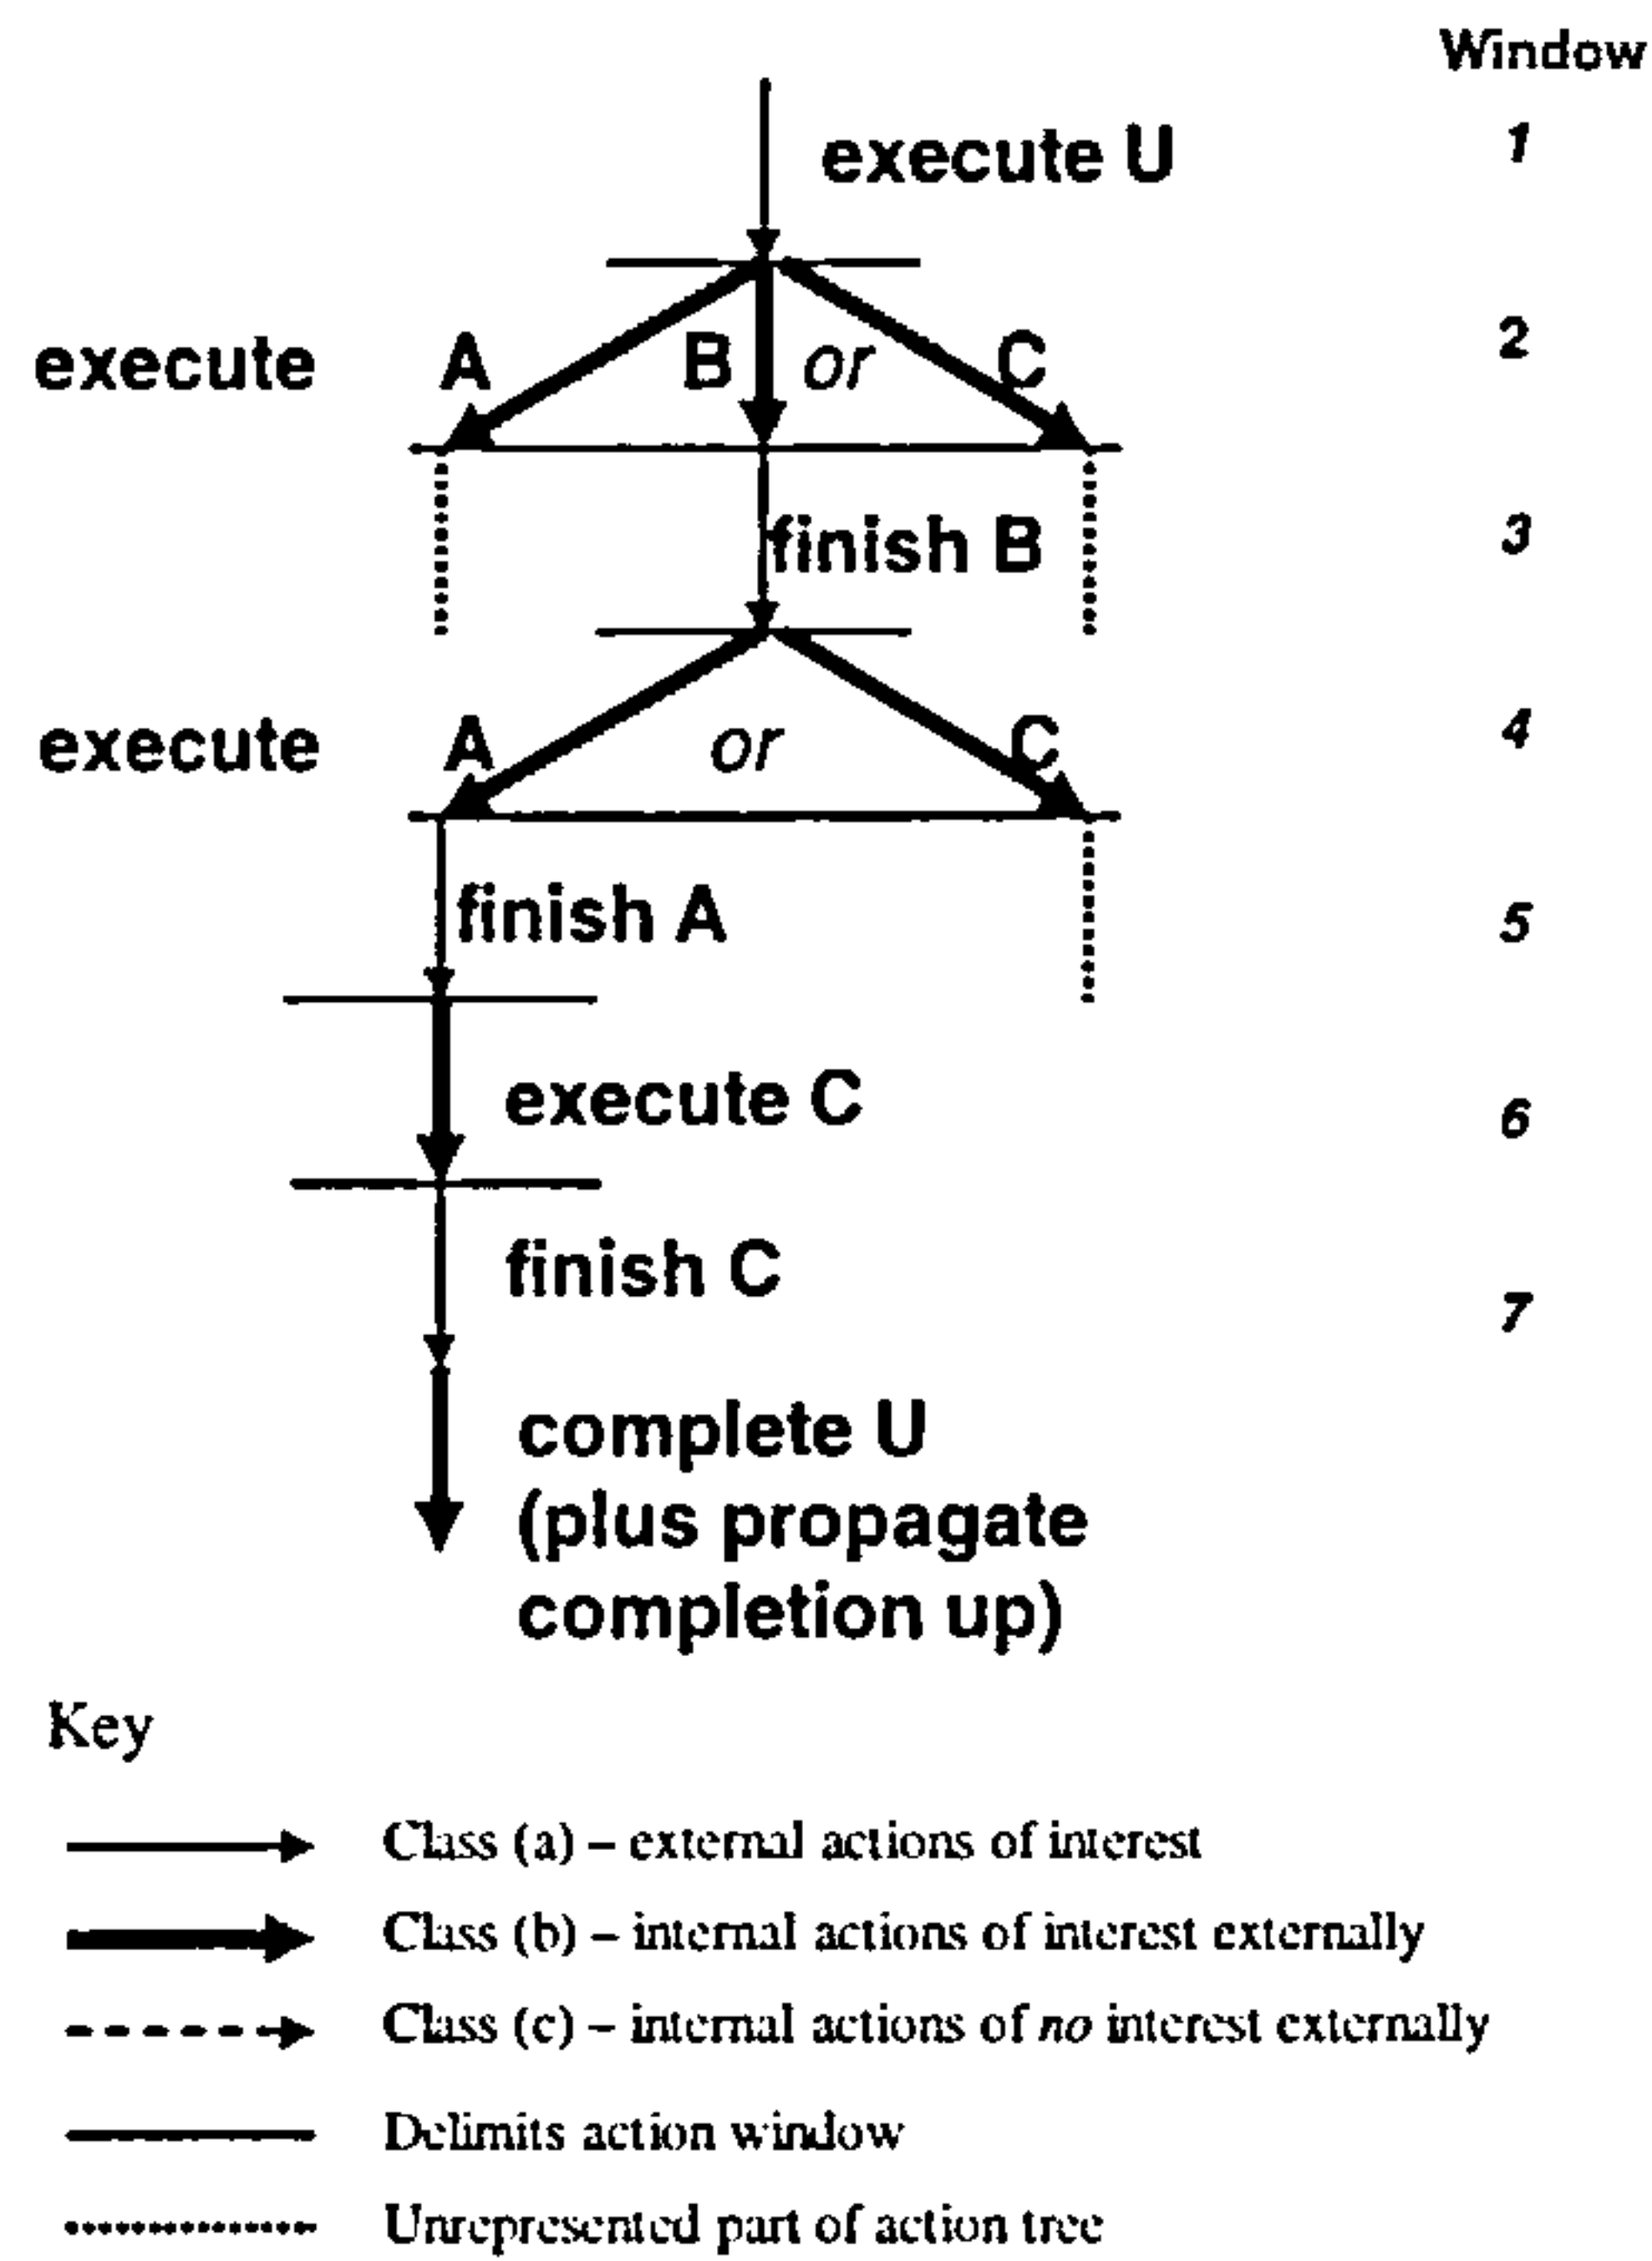 Window
execute U 1
execute A B or C 2
finish B 3
execute A or C 4
finish A 5
execute C 6
finish C 7
complete U
(plus propagate
completion up)
Key
Class (a) – external actions of interest
Class (b) – internal actions of interest externally
Class (c) – internal actions of no interest externally
Delimits action window
Unrepresented part of action tree